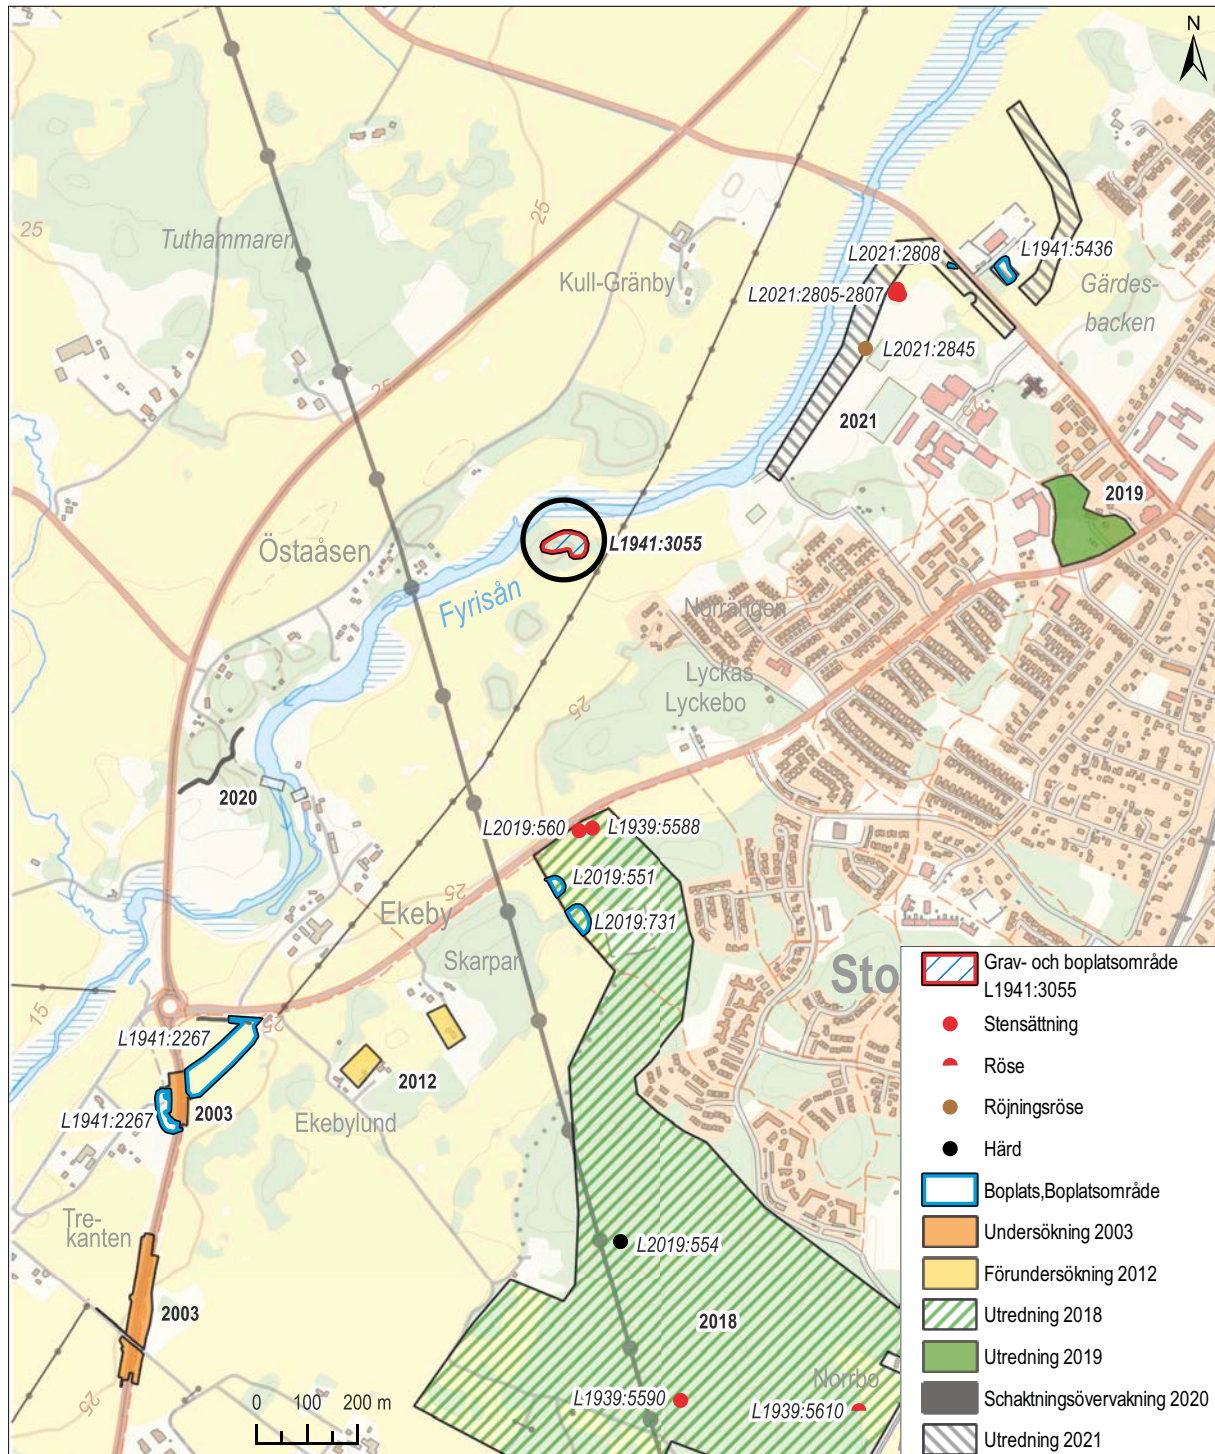 N
25
Tuthammaren
25
Kull-Gränby
L2021:2808
L1941:5436
L2021:2805-2807
Gärdes-
backen
L2021:2845
25
2021
25
2019
Östaåsen
L1941:3055
Fyrisån
Norrängen
Lyckas
Lyckebo
25
2020
L2019:560
L1939:5588
L2019:551
25
Ekeby
L2019:731
Skarpan
Sto
15
25
L1941:2267
2012
L1941:2267
2003
Ekebylund
Tre-
kanten
L2019:554
2003
2018
Norrbo
25
L1939:5590
L1939:5610
0 100 200 m
Grav- och boplatsområde
L1941:3055
Stensättning
Röse
Röjningsröse
Härd
Boplats,Boplatsområde
Undersökning 2003
Förundersökning 2012
Utredning 2018
Utredning 2019
Schaktningsövervakning 2020
Utredning 2021